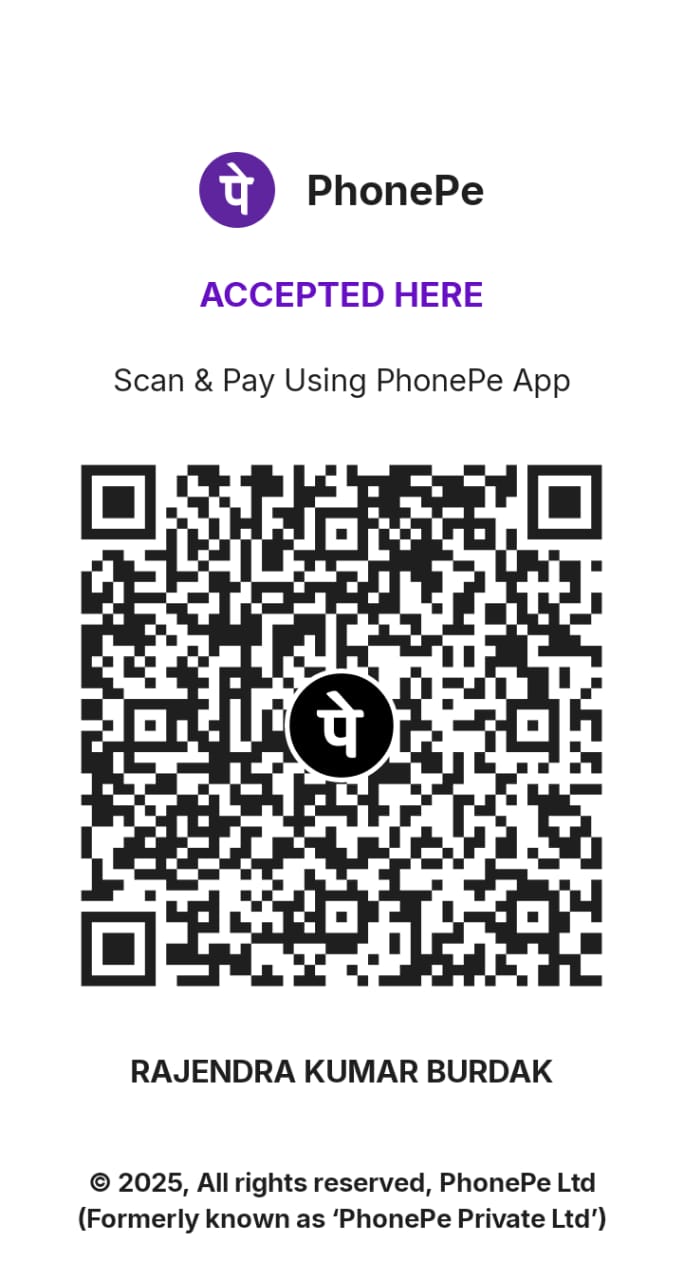 पे PhonePe
ACCEPTED HERE
Scan & Pay Using PhonePe App
पे
RAJENDRA KUMAR BURDAK
© 2025, All rights reserved, PhonePe Ltd
(Formerly known as ‘PhonePe Private Ltd’)